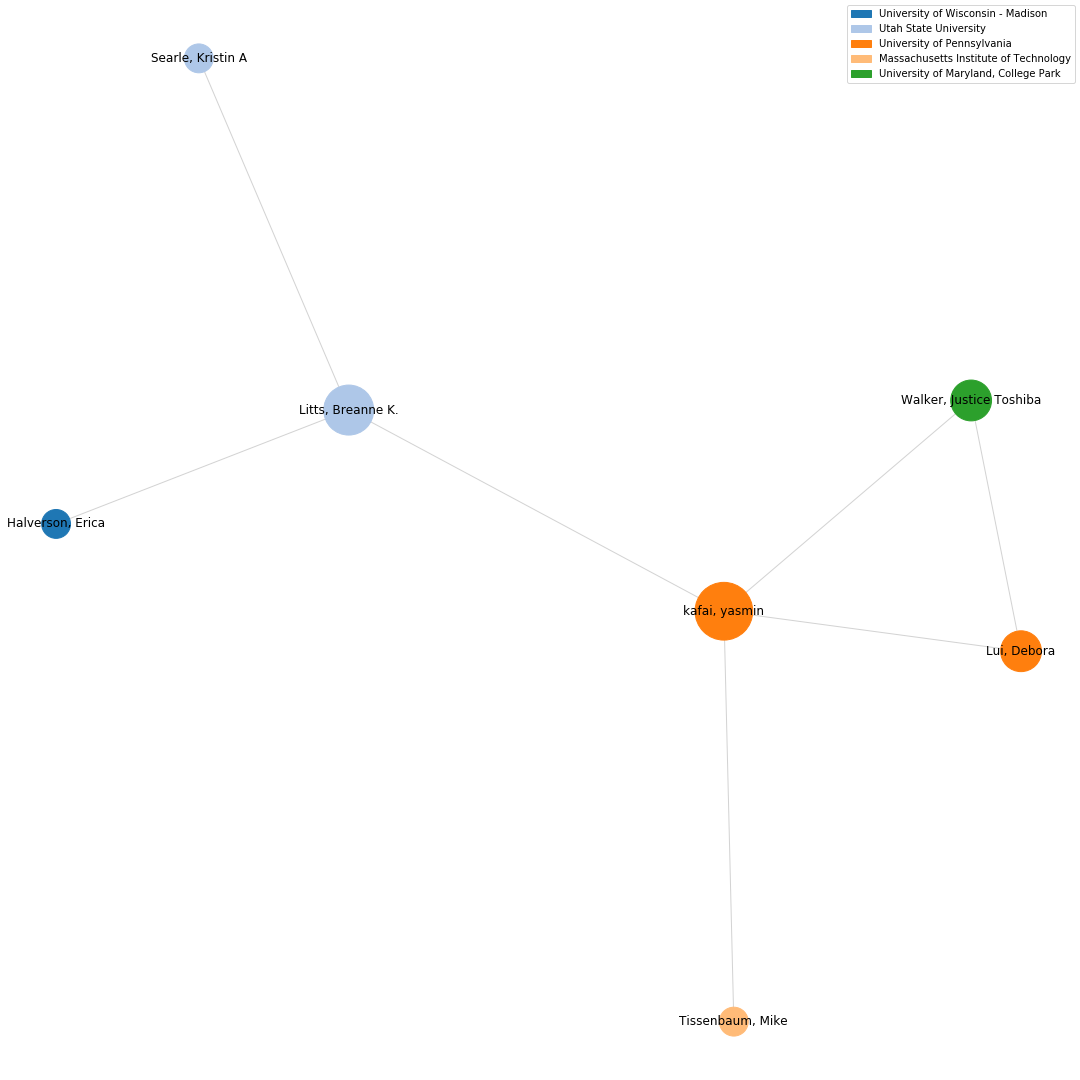 University of Wisconsin - Madison
Utah State University
University of Pennsylvania
Massachusetts Institute of Technology
University of Maryland, College Park
Searle, Kristin A
Litts, Breanne K.
Walker, Justice Toshiba
Halverson, Erica
kafai, yasmin
Lui, Debora
Tissenbaum, Mike